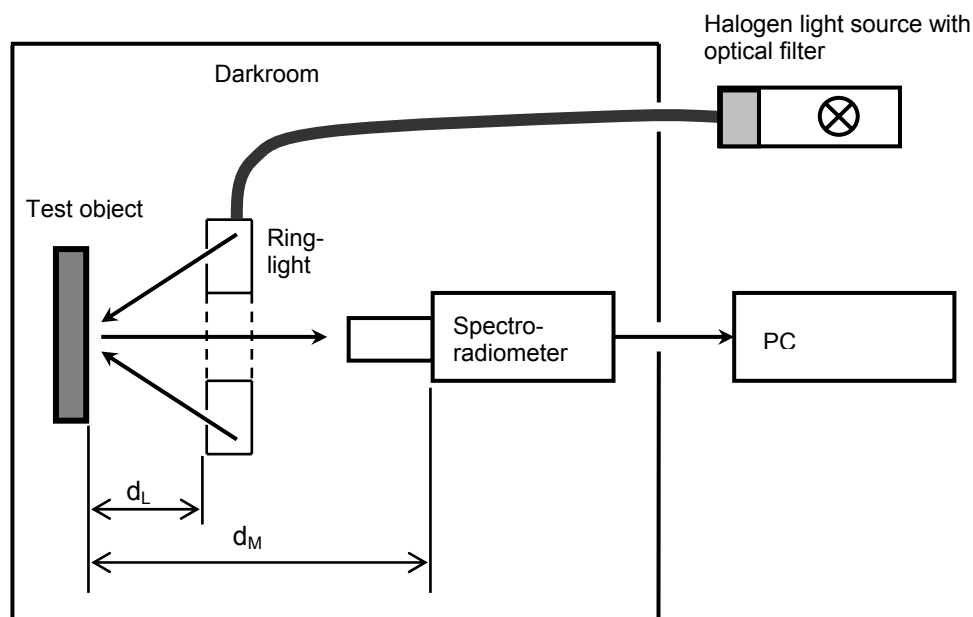 Halogen light source with
optical filter
Darkroom
Test object
Ring-
light
Spectro-
radiometer
PC
dL
dM